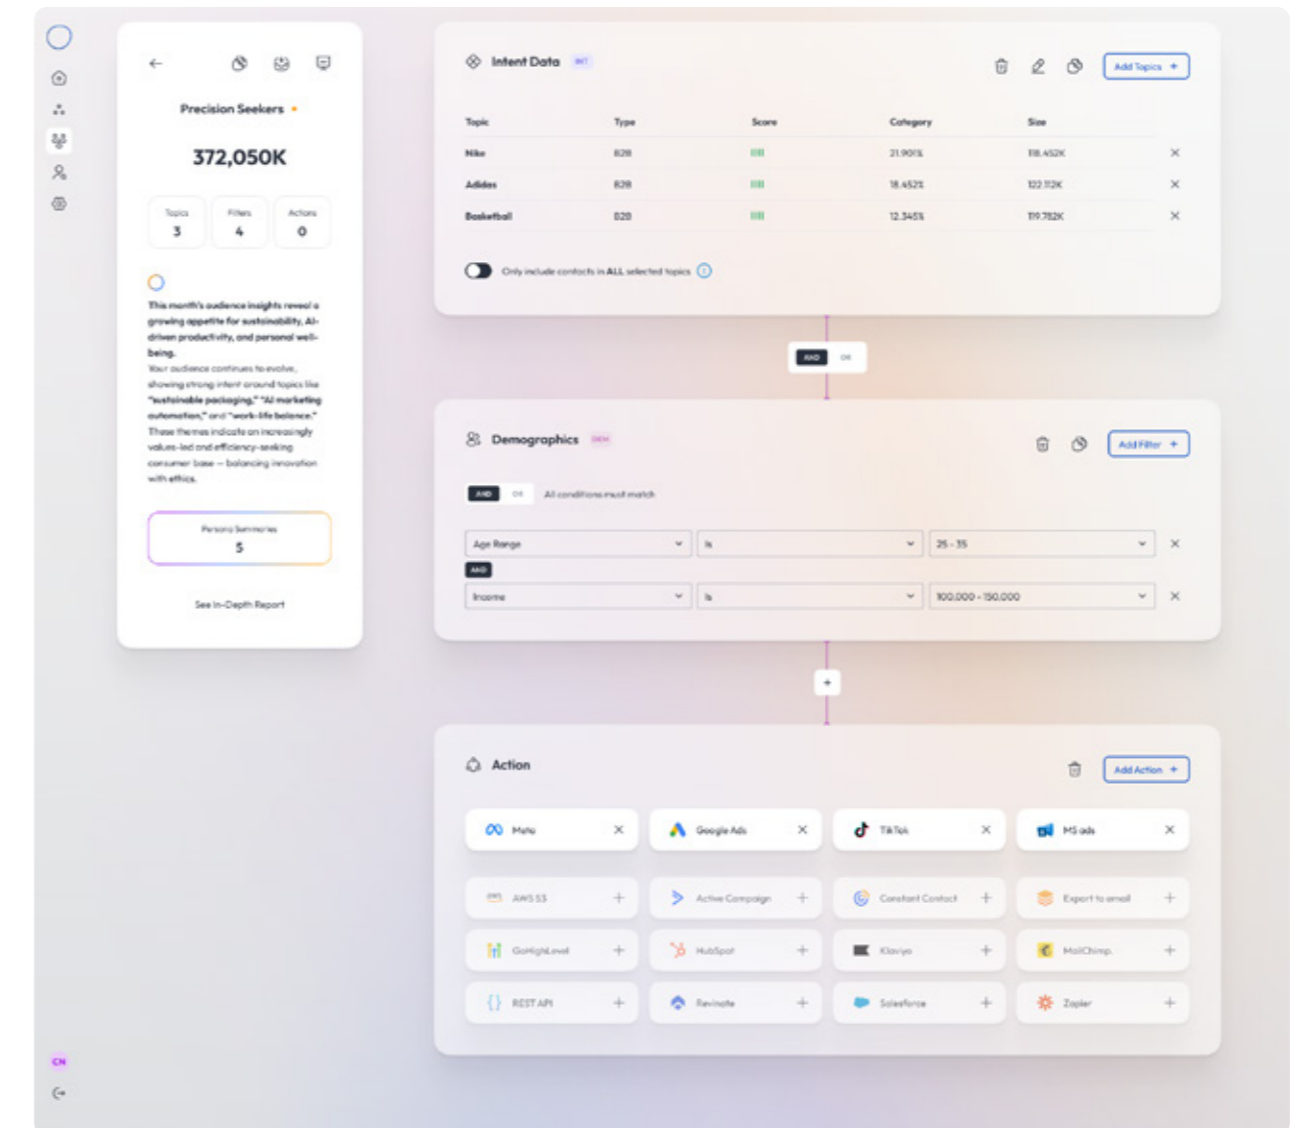 Precision Seekers
372,050K
Topics
Filters
Actions
3
4
0
This month's audience insights reveal a
growing appetite for sustainability, AI-
driven productivity, and personal well-
being.
Your audience continues to evolve,
showing strong intent around topics like
"sustainable packaging," "AI marketing
automation," and "work-life balance."
These themes indicate an increasingly
values-led and efficiency-seeking
consumer base — balancing innovation
with ethics.
Persona Summaries
5
See In-Depth Report
CN
Intent Data INT
Add Topics +
Topic Type Score Category Size
Nike B2B 21.901% 118.452K
Adidas B2B 18.452% 122.112K
Basketball B2B 12.345% 119.782K
Only include contacts in ALL selected topics
AND OR
Demographics DEM
Add Filter +
AND OR All conditions must match
Age Range Is 25 - 35
AND
Income Is 100,000 - 150,000
+
Action
Add Action +
Meta Google Ads TikTok MS ads
AWS S3 Active Campaign Constant Contact Export to email
GoHighLevel HubSpot Klaviyo MailChimp.
REST API Revinate Salesforce Zapier